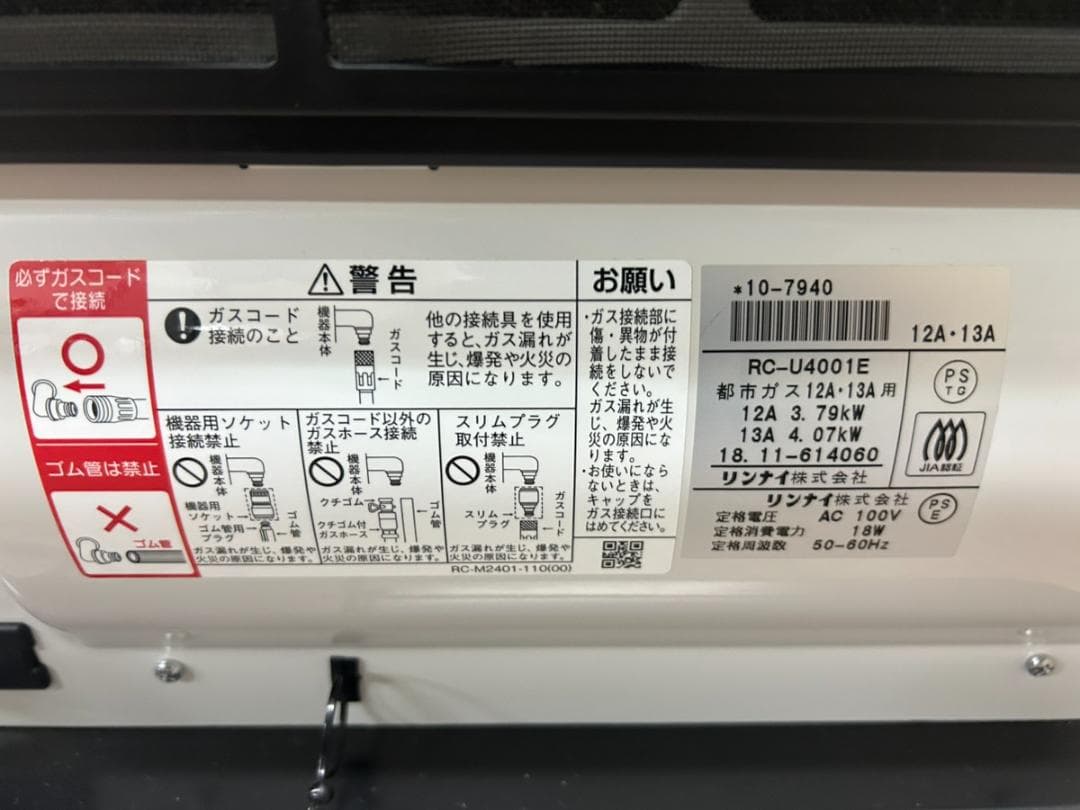 必ずガスコード
で接続
ゴム管は禁止
ゴム管
警告
ガスコード
接続のこと
機器本体
ガスコード
他の接続具を使用
すると、ガス漏れが
生じ、爆発や火災の
原因になります。
機器用ソケット
接続禁止
機器本体
機器用
ソケット
ゴム管用
プラグ
ゴム管
ガス漏れが生じ、爆発や
火災の原因になります。
ガスコード以外の
ガスホース接続
禁止
機器本体
クチゴム
クチゴム付
ガスホース
ゴム管
ガス漏れが生じ、爆発や
火災の原因になります。
スリムプラグ
取付禁止
機器本体
スリム
プラグ
ガスコード
ガス漏れが生じ、爆発や
火災の原因になります。
RC-M2401-110(00)
お願い
・ガス接続部に
傷・異物が付
着したまま接
続をしないで
ください。
ガス漏れが生
じ、爆発や火
災の原因にな
ります。
・お使いになら
ないときは、
キャップを
ガス接続口に
はめてください。
*10-7940
12A・13A
RC-U4001E
都市ガス12A・13A用
12A 3.79kW
13A 4.07kW
18.11-614060
リンナイ株式会社
PS
TG
JIA認証
リンナイ株式会社
定格電圧 AC 100V
定格消費電力 18W
定格周波数 50-60Hz
PS
E